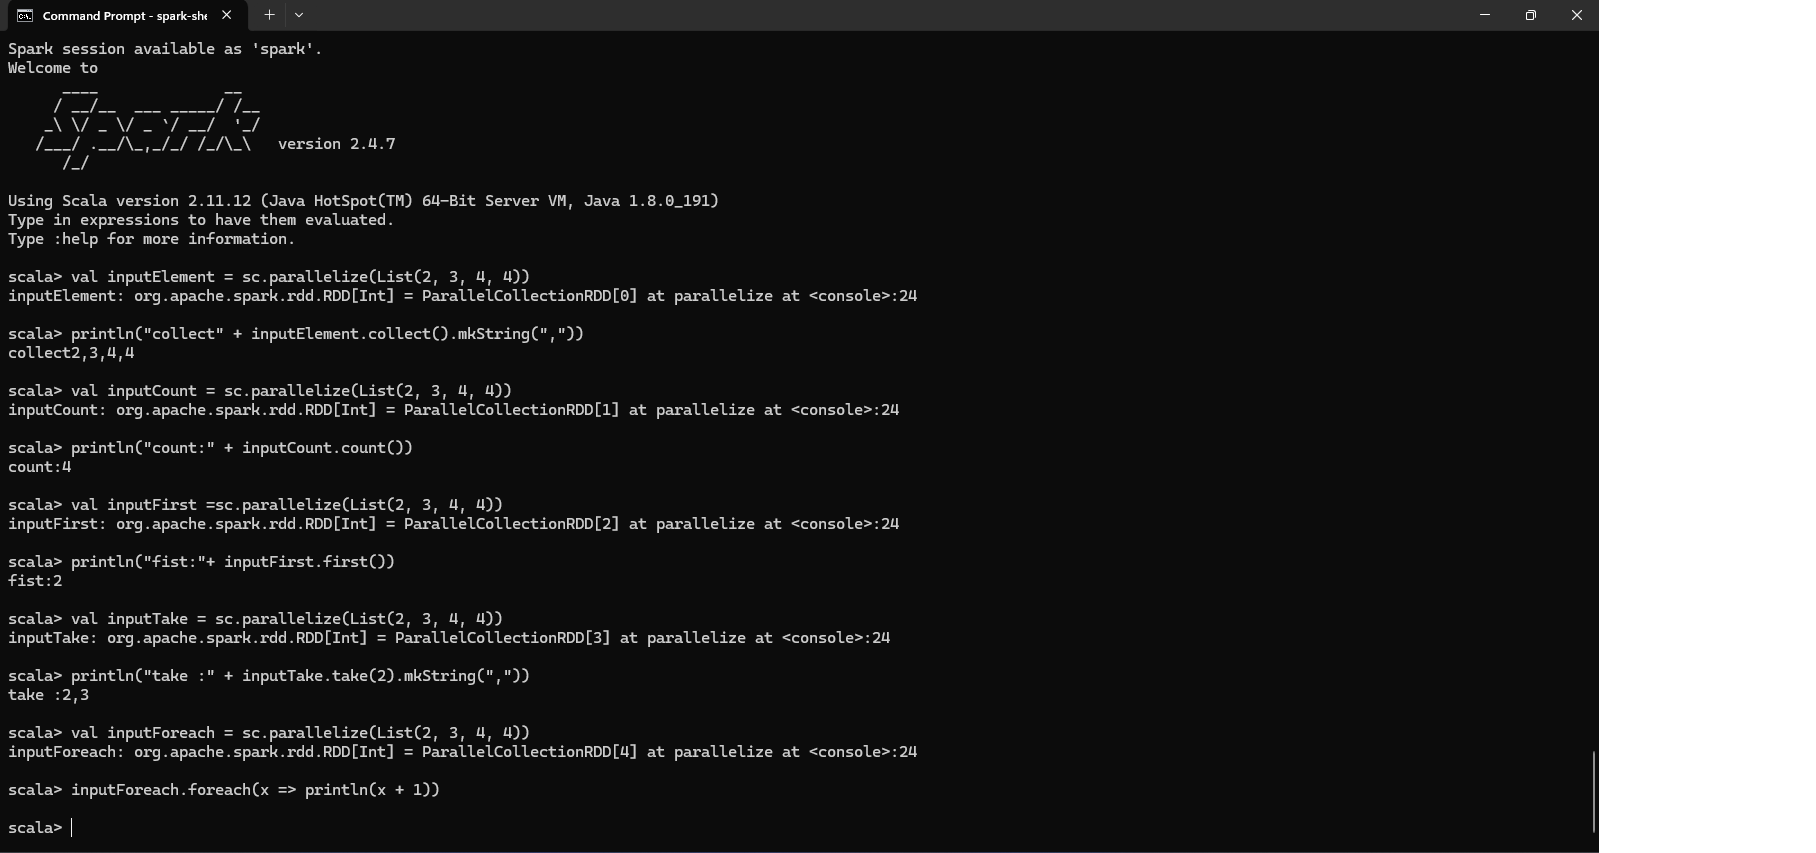 Command Prompt - spark-she
Spark session available as 'spark'.
Welcome to
      ____              __
     / __/__  ___ _____/ /__
    _\ \/ _ \/ _ `/ __/  '_/
   /___/ .__/\_,_/_/ /_/\_\   version 2.4.7
      /_/
Using Scala version 2.11.12 (Java HotSpot(TM) 64-Bit Server VM, Java 1.8.0_191)
Type in expressions to have them evaluated.
Type :help for more information.
scala> val inputElement = sc.parallelize(List(2, 3, 4, 4))
inputElement: org.apache.spark.rdd.RDD[Int] = ParallelCollectionRDD[0] at parallelize at <console>:24
scala> println("collect" + inputElement.collect().mkString(","))
collect2,3,4,4
scala> val inputCount = sc.parallelize(List(2, 3, 4, 4))
inputCount: org.apache.spark.rdd.RDD[Int] = ParallelCollectionRDD[1] at parallelize at <console>:24
scala> println("count:" + inputCount.count())
count:4
scala> val inputFirst =sc.parallelize(List(2, 3, 4, 4))
inputFirst: org.apache.spark.rdd.RDD[Int] = ParallelCollectionRDD[2] at parallelize at <console>:24
scala> println("fist:"+ inputFirst.first())
fist:2
scala> val inputTake = sc.parallelize(List(2, 3, 4, 4))
inputTake: org.apache.spark.rdd.RDD[Int] = ParallelCollectionRDD[3] at parallelize at <console>:24
scala> println("take :" + inputTake.take(2).mkString(","))
take :2,3
scala> val inputForeach = sc.parallelize(List(2, 3, 4, 4))
inputForeach: org.apache.spark.rdd.RDD[Int] = ParallelCollectionRDD[4] at parallelize at <console>:24
scala> inputForeach.foreach(x => println(x + 1))
scala>